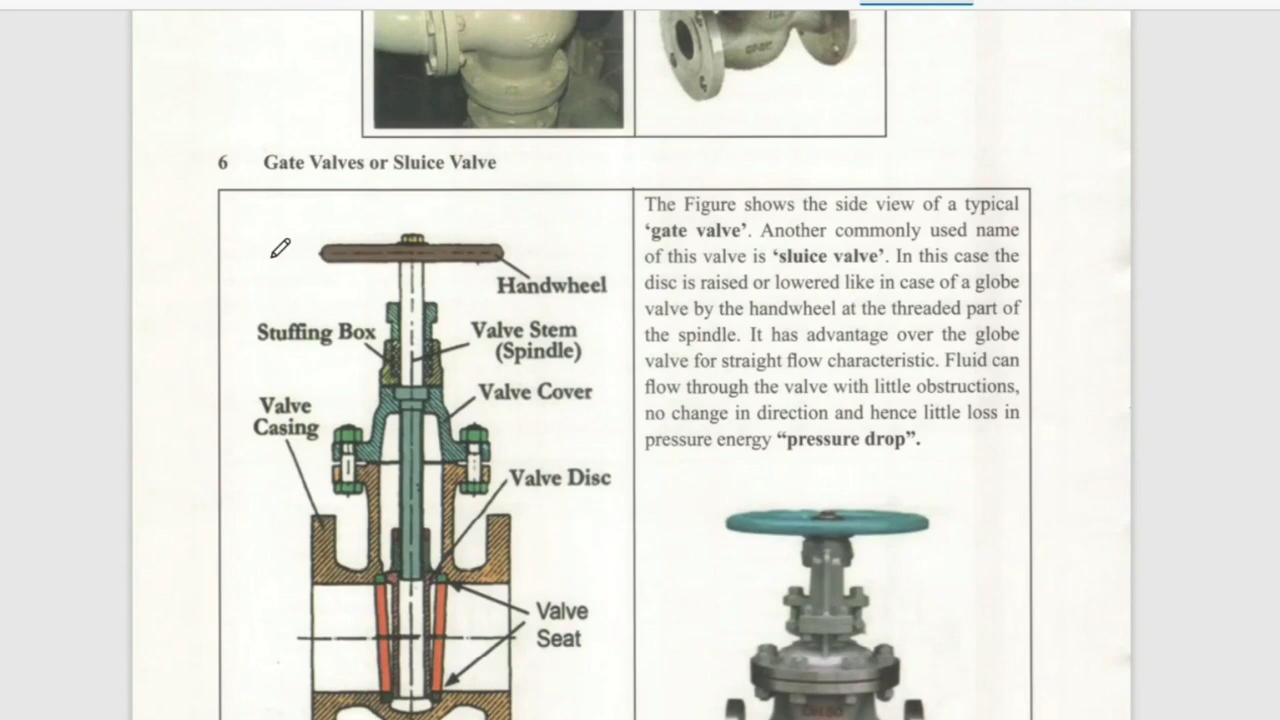 6 Gate Valves or Sluice Valve
Handwheel
Stuffing Box
Valve Stem
(Spindle)
Valve Cover
Valve
Casing
Valve Disc
Valve
Seat
The Figure shows the side view of a typical
‘gate valve’. Another commonly used name
of this valve is ‘sluice valve’. In this case the
disc is raised or lowered like in case of a globe
valve by the handwheel at the threaded part of
the spindle. It has advantage over the globe
valve for straight flow characteristic. Fluid can
flow through the valve with little obstructions,
no change in direction and hence little loss in
pressure energy “pressure drop”.